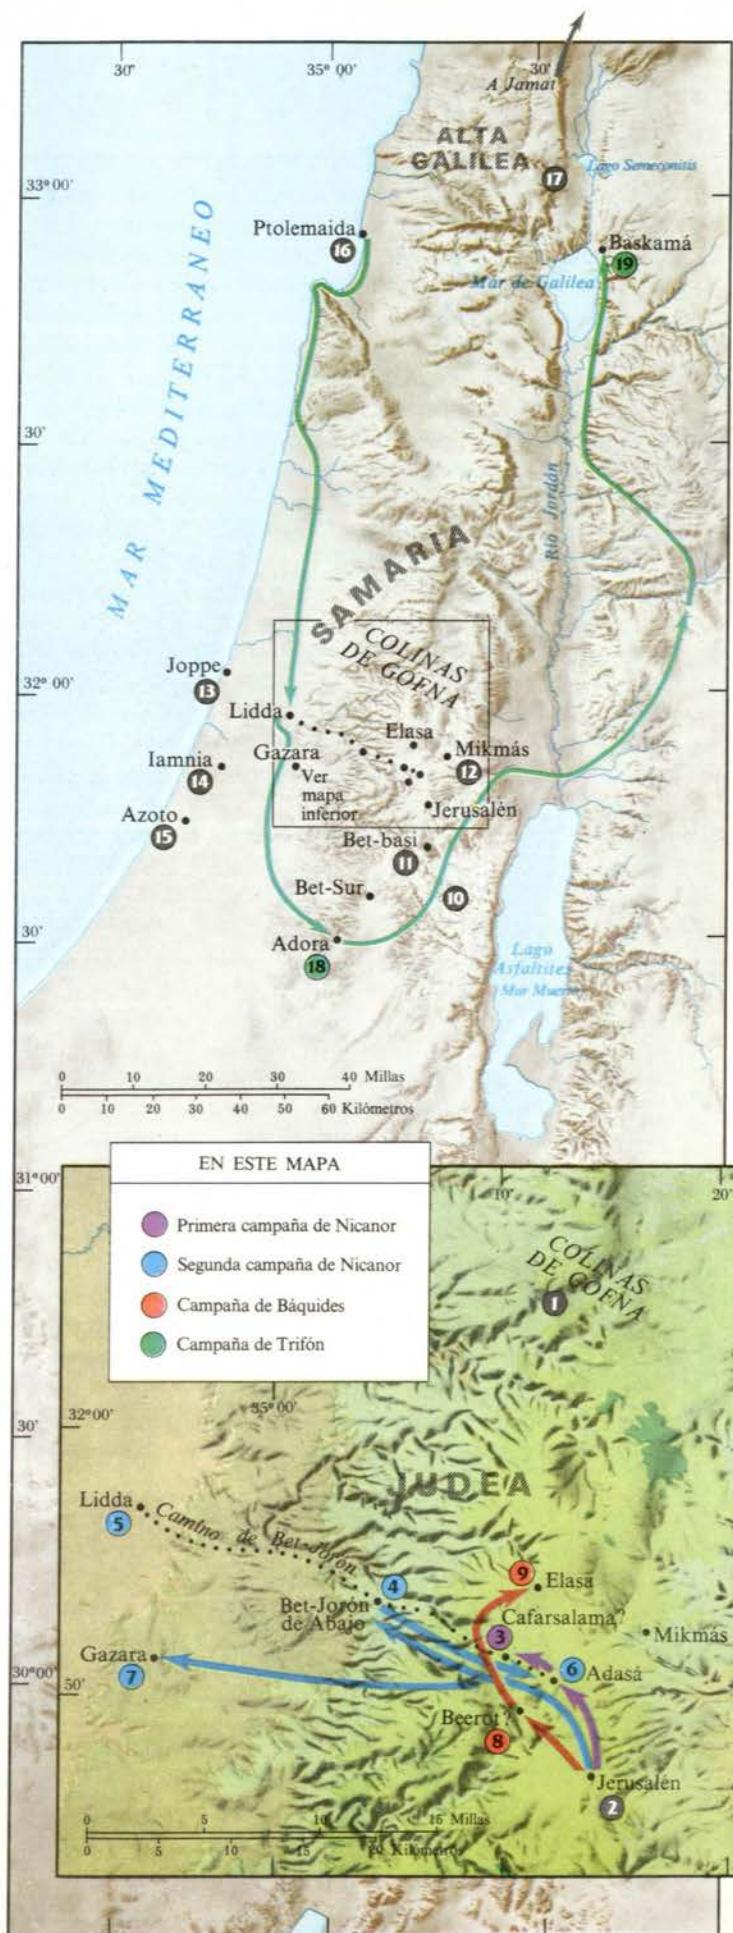 30'
35° 00'
30'
A Jamat
ALTA
GALILEA
17
Lago Semeconitis
33° 00'
Ptolemaida
16
Baskamá
19
Mar de Galilea
MAR MEDITERRANEO
30'
Río Jordán
SAMARIA
COLINAS
DE GOFNA
Joppe
13
32° 00'
Lidda
Elasa
Mikmás
12
Iamnia
14
Gazara
Ver
mapa
inferior
Azoto
15
Jerusalén
Bet-basi
11
Bet-Sur
10
30'
Adora
18
Lago
Asfaltites
(Mar Muerto)
0 10 20 30 40 Millas
0 10 20 30 40 50 60 Kilómetros
31° 00'
EN ESTE MAPA
Primera campaña de Nicanor
Segunda campaña de Nicanor
Campaña de Báquides
Campaña de Trifón
10'
20'
COLINAS
DE GOFNA
1
30'
32° 00'
35° 00'
JUDEA
Lidda
5
Camino de Bet-Jorón
9
Elasa
4
Bet-Jorón
de Abajo
Cafarsalama?
3
Mikmás
Gazara
7
6
Adasá
30° 00'
50'
Beerot?
8
Jerusalén
2
0 5 10 15 Millas
0 5 10 15 20 Kilómetros